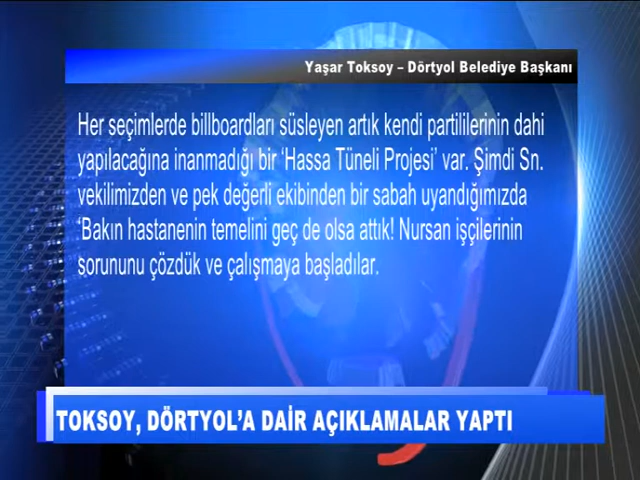 Yaşar Toksoy – Dörtyol Belediye Başkanı
Her seçimlerde billboardları süsleyen artık kendi partililerinin dahi
yapılacağına inanmadığı bir ‘Hassa Tüneli Projesi’ var. Şimdi Sn.
vekilimizden ve pek değerli ekibinden bir sabah uyandığımızda
‘Bakın hastanenin temelini geç de olsa attık! Nursan işçilerinin
sorununu çözdük ve çalışmaya başladılar.
TOKSOY, DÖRTYOL’A DAİR AÇIKLAMALAR YAPTI